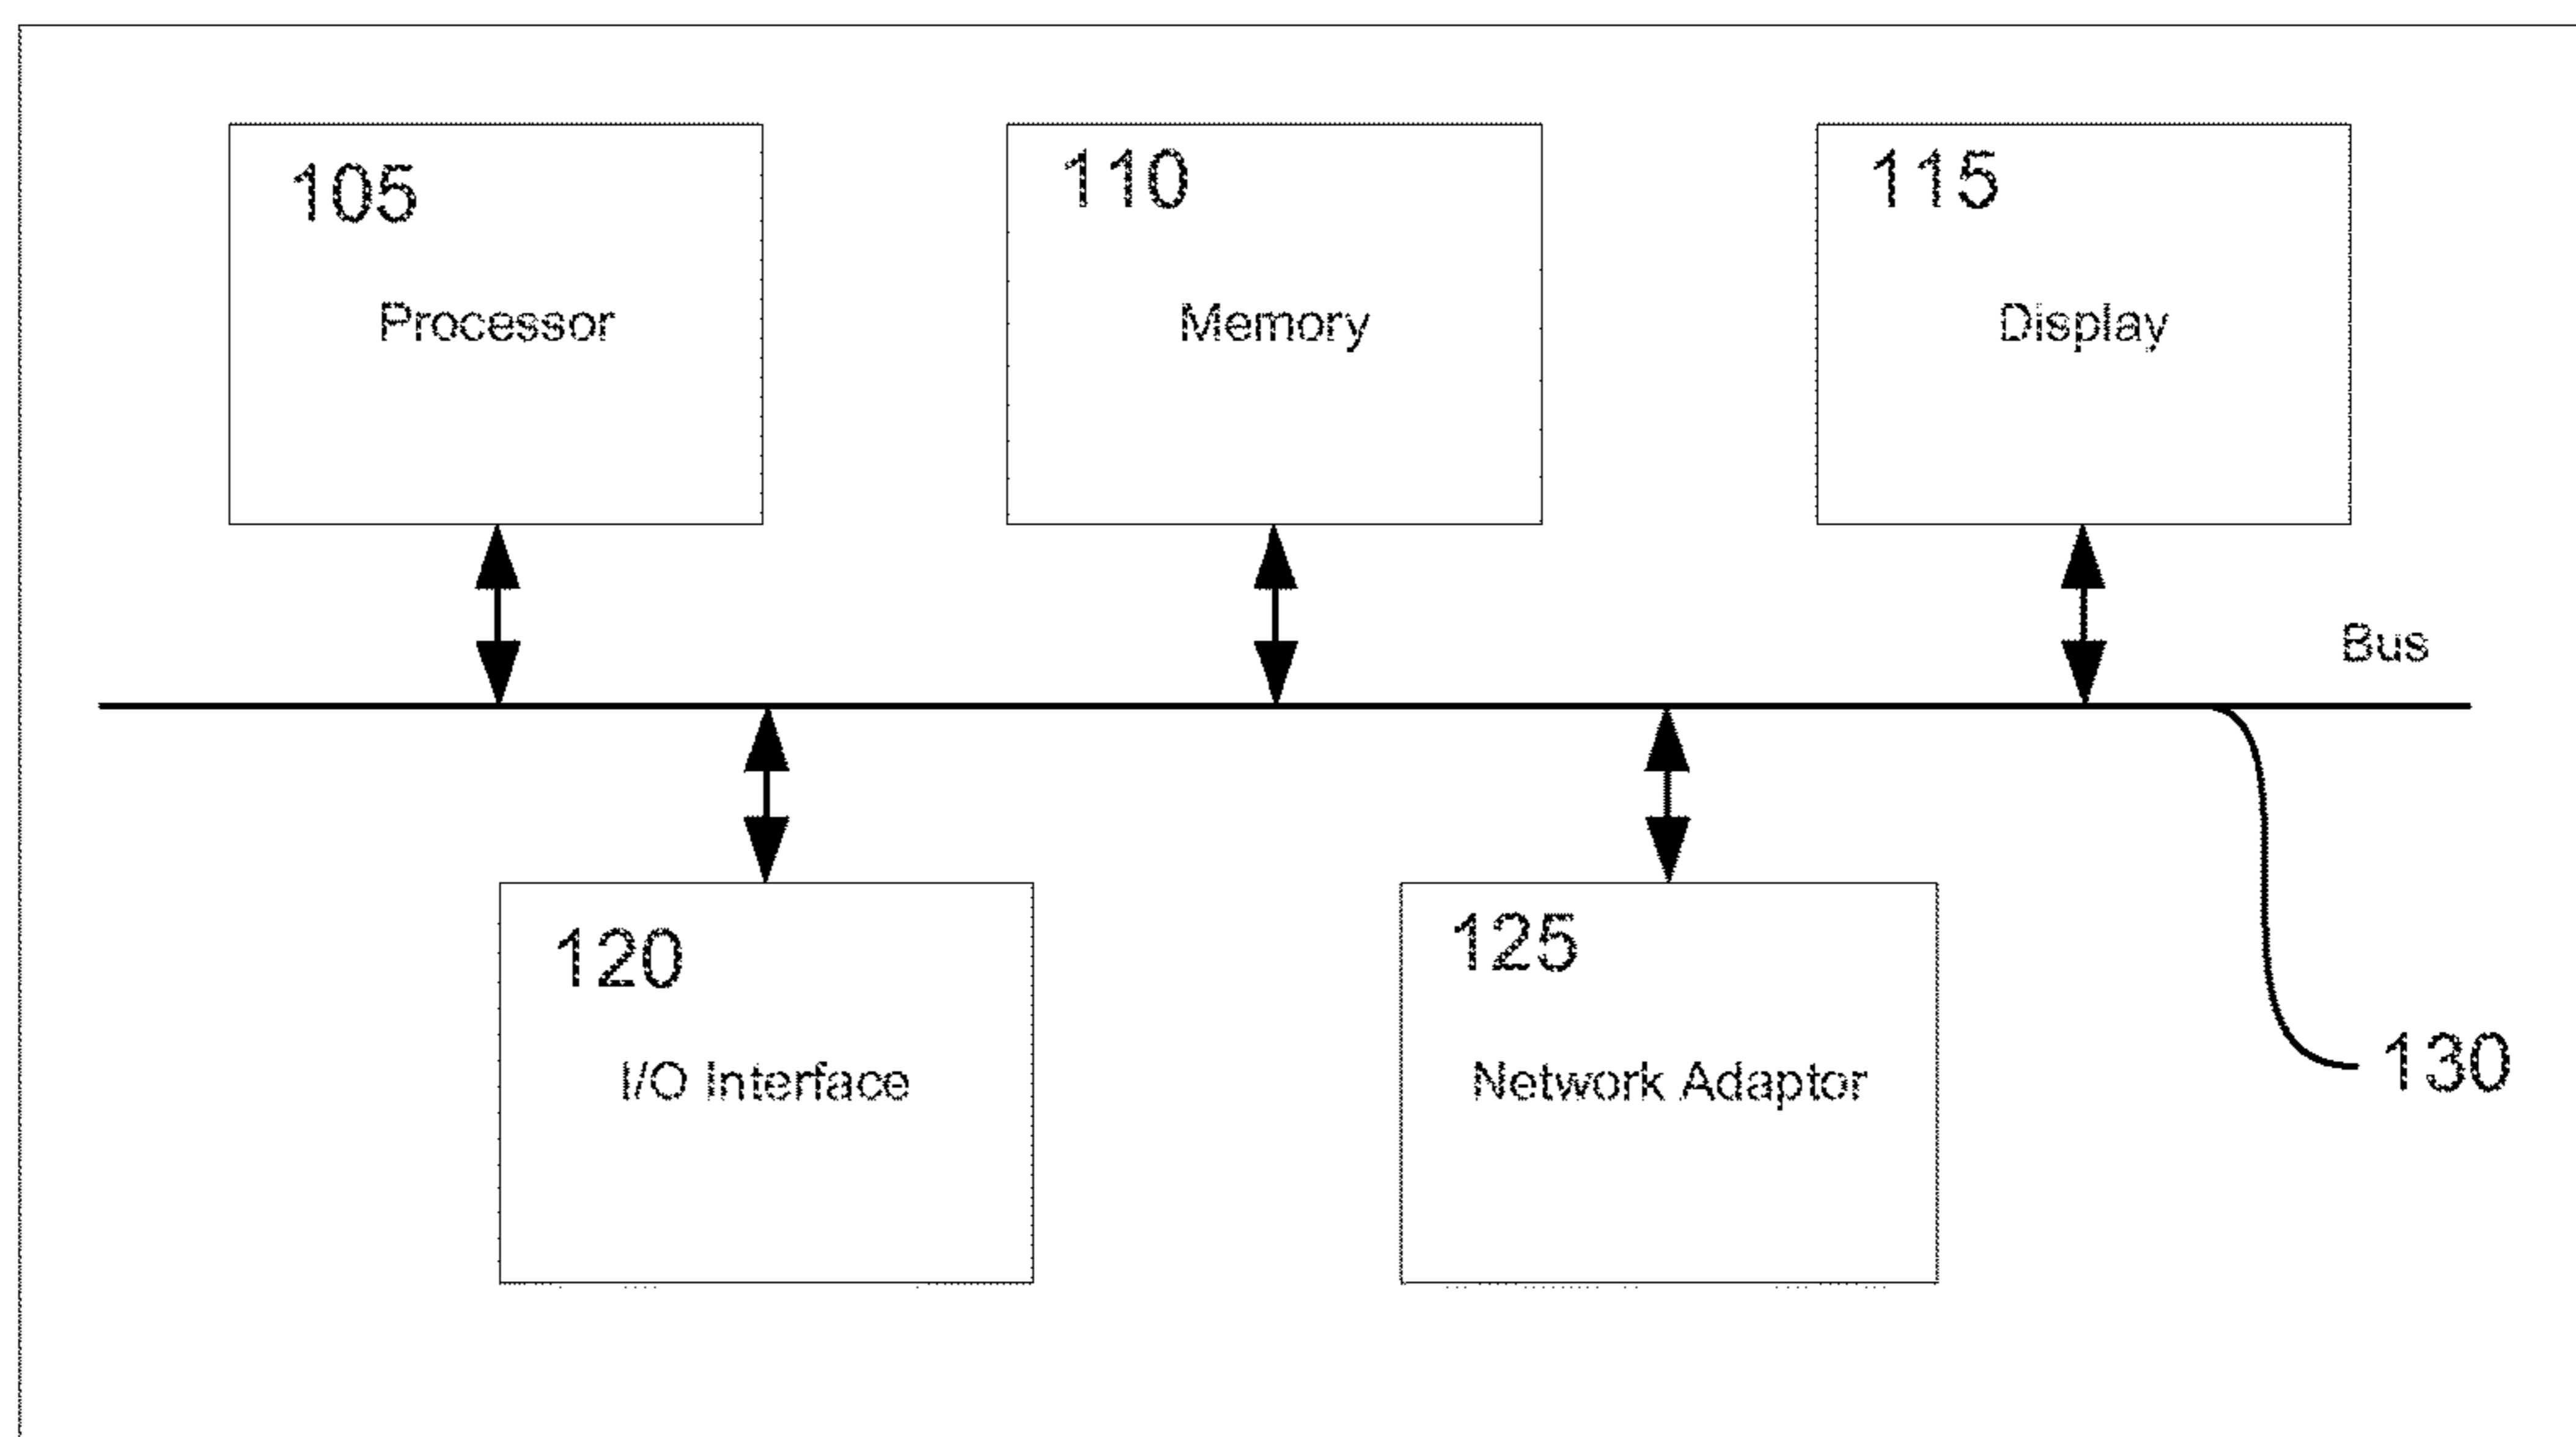 105
Processor
110
Memory
115
Display
Bus
120
I/O Interface
125
Network Adaptor
130